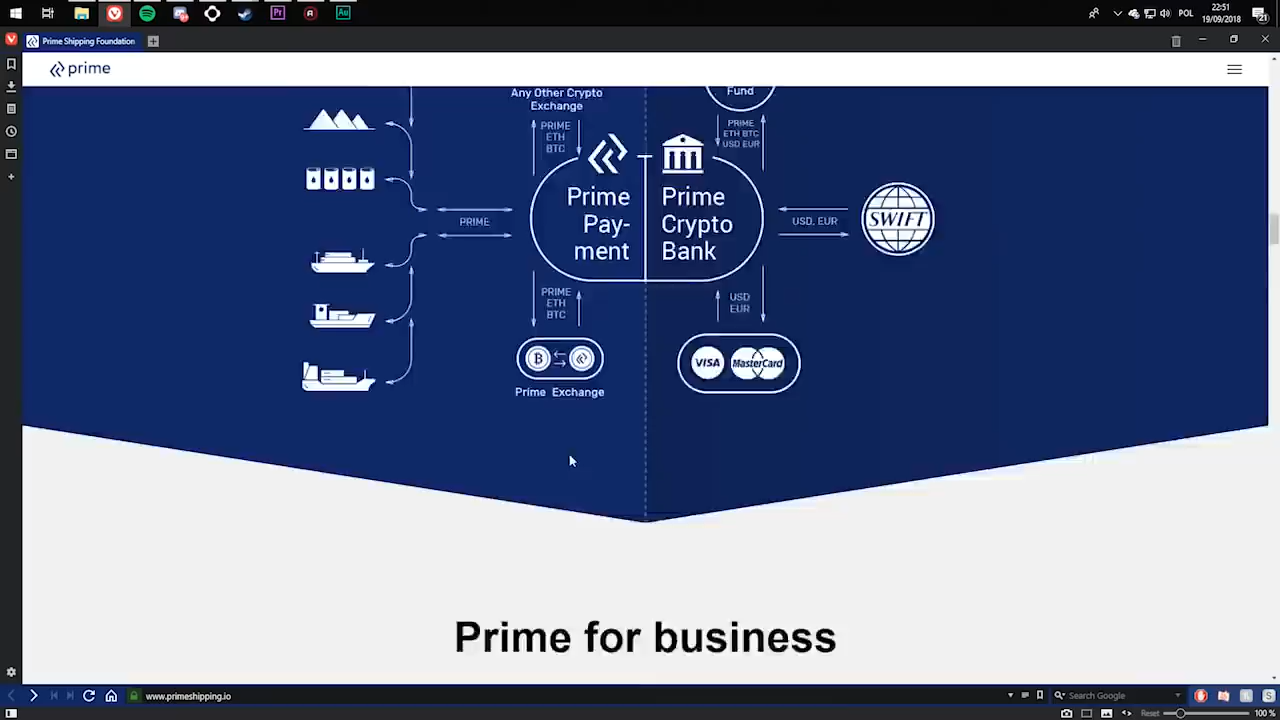 22:51
POL
19/09/2018
21
Prime Shipping Foundation
prime
Any Other Crypto
Exchange
Fund
PRIME
ETH
BTC
PRIME
ETH BTC
USD EUR
Prime
Pay-
ment
Prime
Crypto
Bank
PRIME
USD, EUR
SWIFT
PRIME
ETH
BTC
USD
EUR
VISA
MasterCard
Prime Exchange
Prime for business
www.primeshipping.io
Search Google
Reset
100 %